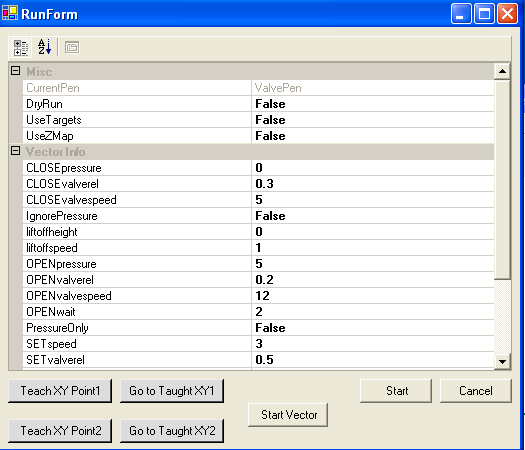 RunForm
Misc
CurrentPen ValvePen
DryRun False
UseTargets False
UseZMap False
VectorInfo
CLOSEpressure 0
CLOSEvalverel 0.3
CLOSEvalvespeed 5
IgnorePressure False
liftoffheight 0
liftoffspeed 1
OPENpressure 5
OPENvalverel 0.2
OPENvalvespeed 12
OPENwait 2
PressureOnly False
SETspeed 3
SETvalverel 0.5
Teach XY Point1 Go to Taught XY1 Start Cancel
Start Vector
Teach XY Point2 Go to Taught XY2